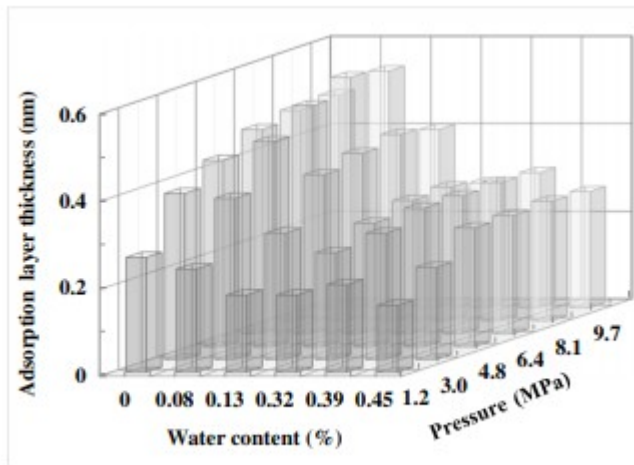 Adsorption layer thickness (nm)
0.6
0.4
0.2
0
0 0.08 0.13 0.32 0.39 0.45
Water content (%)
1.2 3.0 4.8 6.4 8.1 9.7
Pressure (MPa)